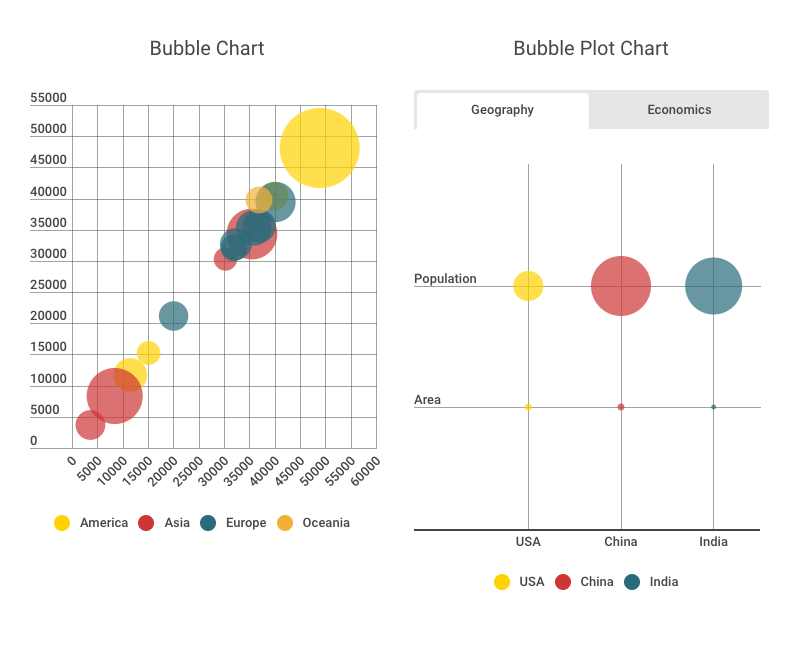 Bubble Chart
55000
50000
45000
40000
35000
30000
25000
20000
15000
10000
5000
0
0 5000 10000 15000 20000 25000 30000 35000 40000 45000 50000 55000 60000
America Asia Europe Oceania
Bubble Plot Chart
Geography Economics
Population
Area
USA China India
USA China India